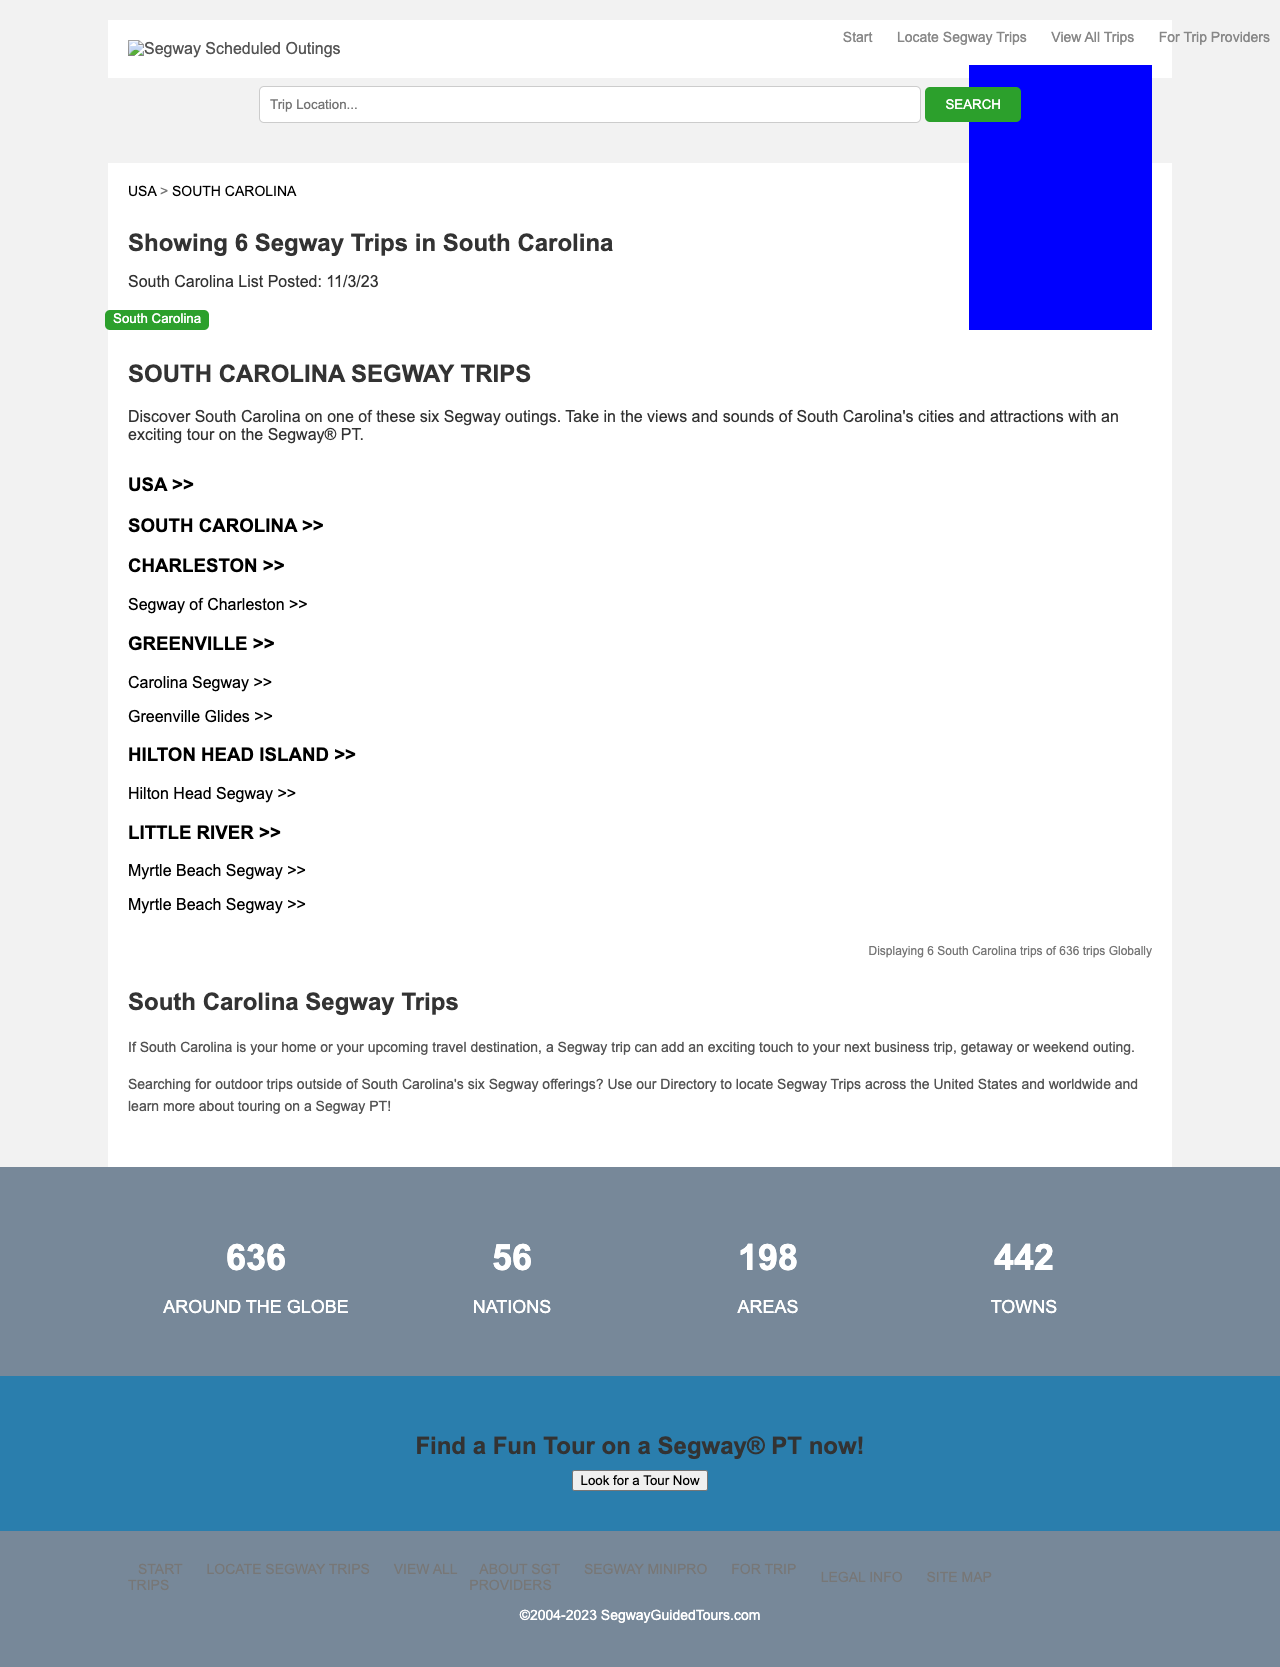 Segway Scheduled Outings
Start Locate Segway Trips View All Trips For Trip Providers
Trip Location... SEARCH
USA > SOUTH CAROLINA
Showing 6 Segway Trips in South Carolina
South Carolina List Posted: 11/3/23
South Carolina
SOUTH CAROLINA SEGWAY TRIPS
Discover South Carolina on one of these six Segway outings. Take in the views and sounds of South Carolina's cities and attractions with an
exciting tour on the Segway® PT.
USA >>
SOUTH CAROLINA >>
CHARLESTON >>
Segway of Charleston >>
GREENVILLE >>
Carolina Segway >>
Greenville Glides >>
HILTON HEAD ISLAND >>
Hilton Head Segway >>
LITTLE RIVER >>
Myrtle Beach Segway >>
Myrtle Beach Segway >>
Displaying 6 South Carolina trips of 636 trips Globally
South Carolina Segway Trips
If South Carolina is your home or your upcoming travel destination, a Segway trip can add an exciting touch to your next business trip, getaway or weekend outing.
Searching for outdoor trips outside of South Carolina's six Segway offerings? Use our Directory to locate Segway Trips across the United States and worldwide and
learn more about touring on a Segway PT!
636 56 198 442
AROUND THE GLOBE NATIONS AREAS TOWNS
Find a Fun Tour on a Segway® PT now!
Look for a Tour Now
START LOCATE SEGWAY TRIPS VIEW ALL
TRIPS
ABOUT SGT SEGWAY MINIPRO FOR TRIP
PROVIDERS
LEGAL INFO SITE MAP
©2004-2023 SegwayGuidedTours.com